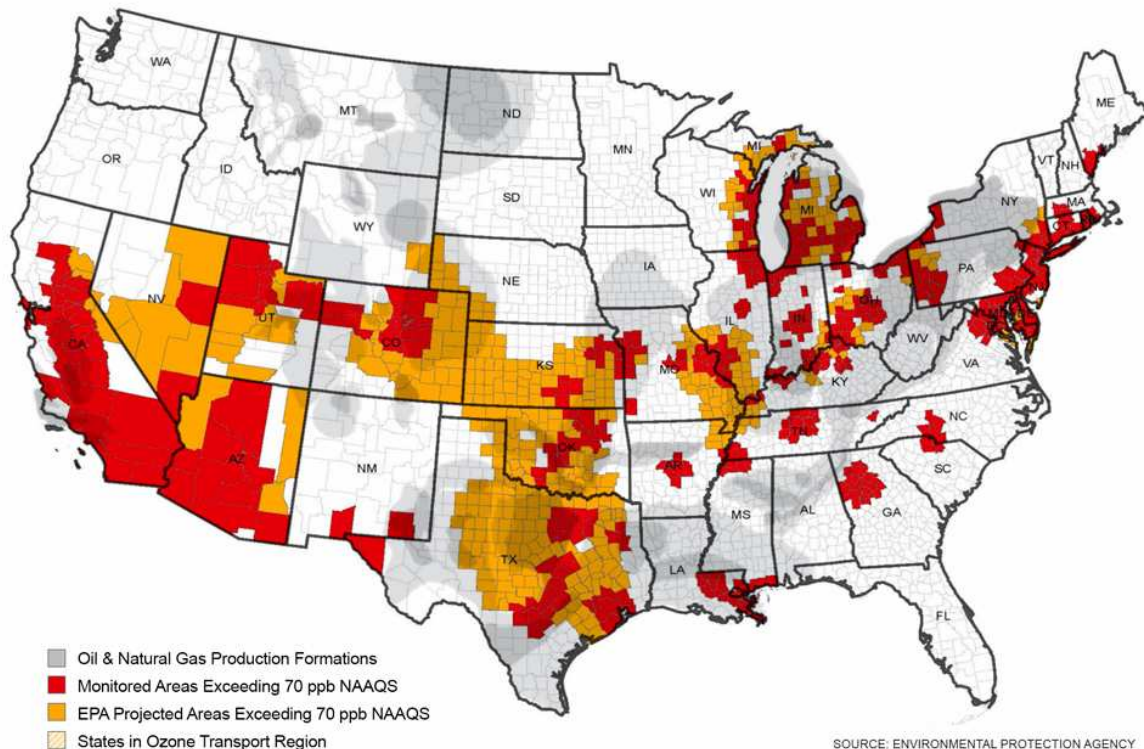 WA
MT
ND
MN
ME
OR
ID
SD
WI
MI
VT
NH
WY
NY
MA
MI
CT
IA
NE
PA
NV
UT
CO
IL
IN
OH
CA
KS
MO
WV
VA
KY
NC
TN
OK
AZ
NM
AR
SC
MS
AL
GA
TX
LA
FL
Oil & Natural Gas Production Formations
Monitored Areas Exceeding 70 ppb NAAQS
EPA Projected Areas Exceeding 70 ppb NAAQS
States in Ozone Transport Region
SOURCE: ENVIRONMENTAL PROTECTION AGENCY